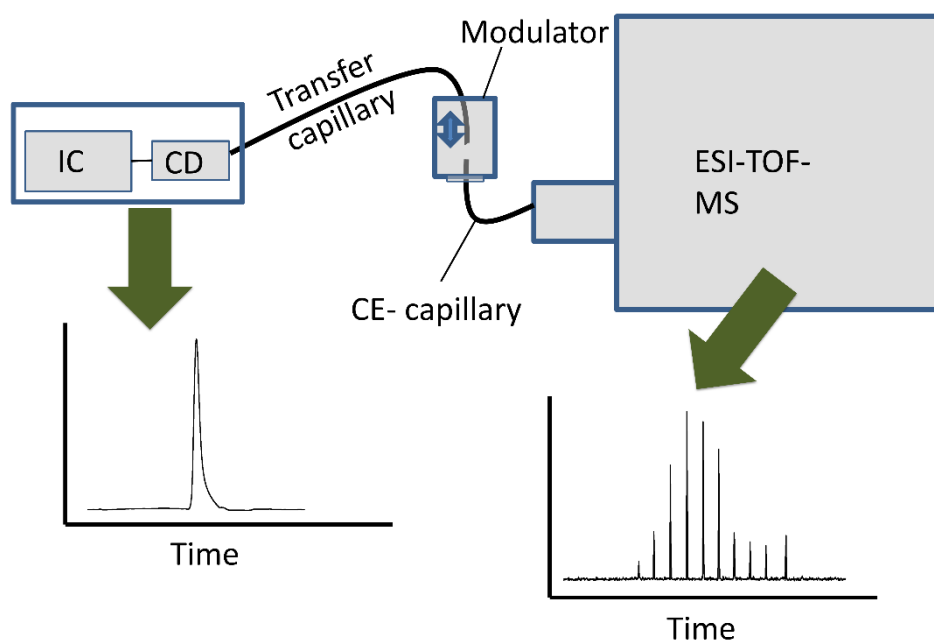 Modulator
Transfer
capillary
IC
CD
ESI-TOF-
MS
CE- capillary
Time
Time